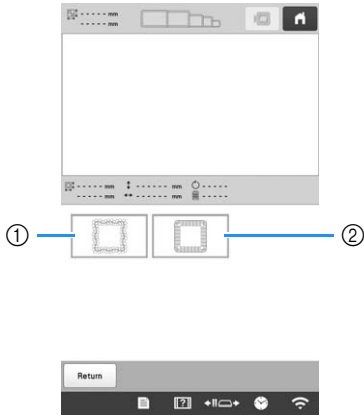 - - - - - mm
- - - - - mm
- - - - - mm ↕ - - - - - - mm - - - - -
- - - - - mm ↔ - - - - - - mm - - - - -
① ②
Return
?